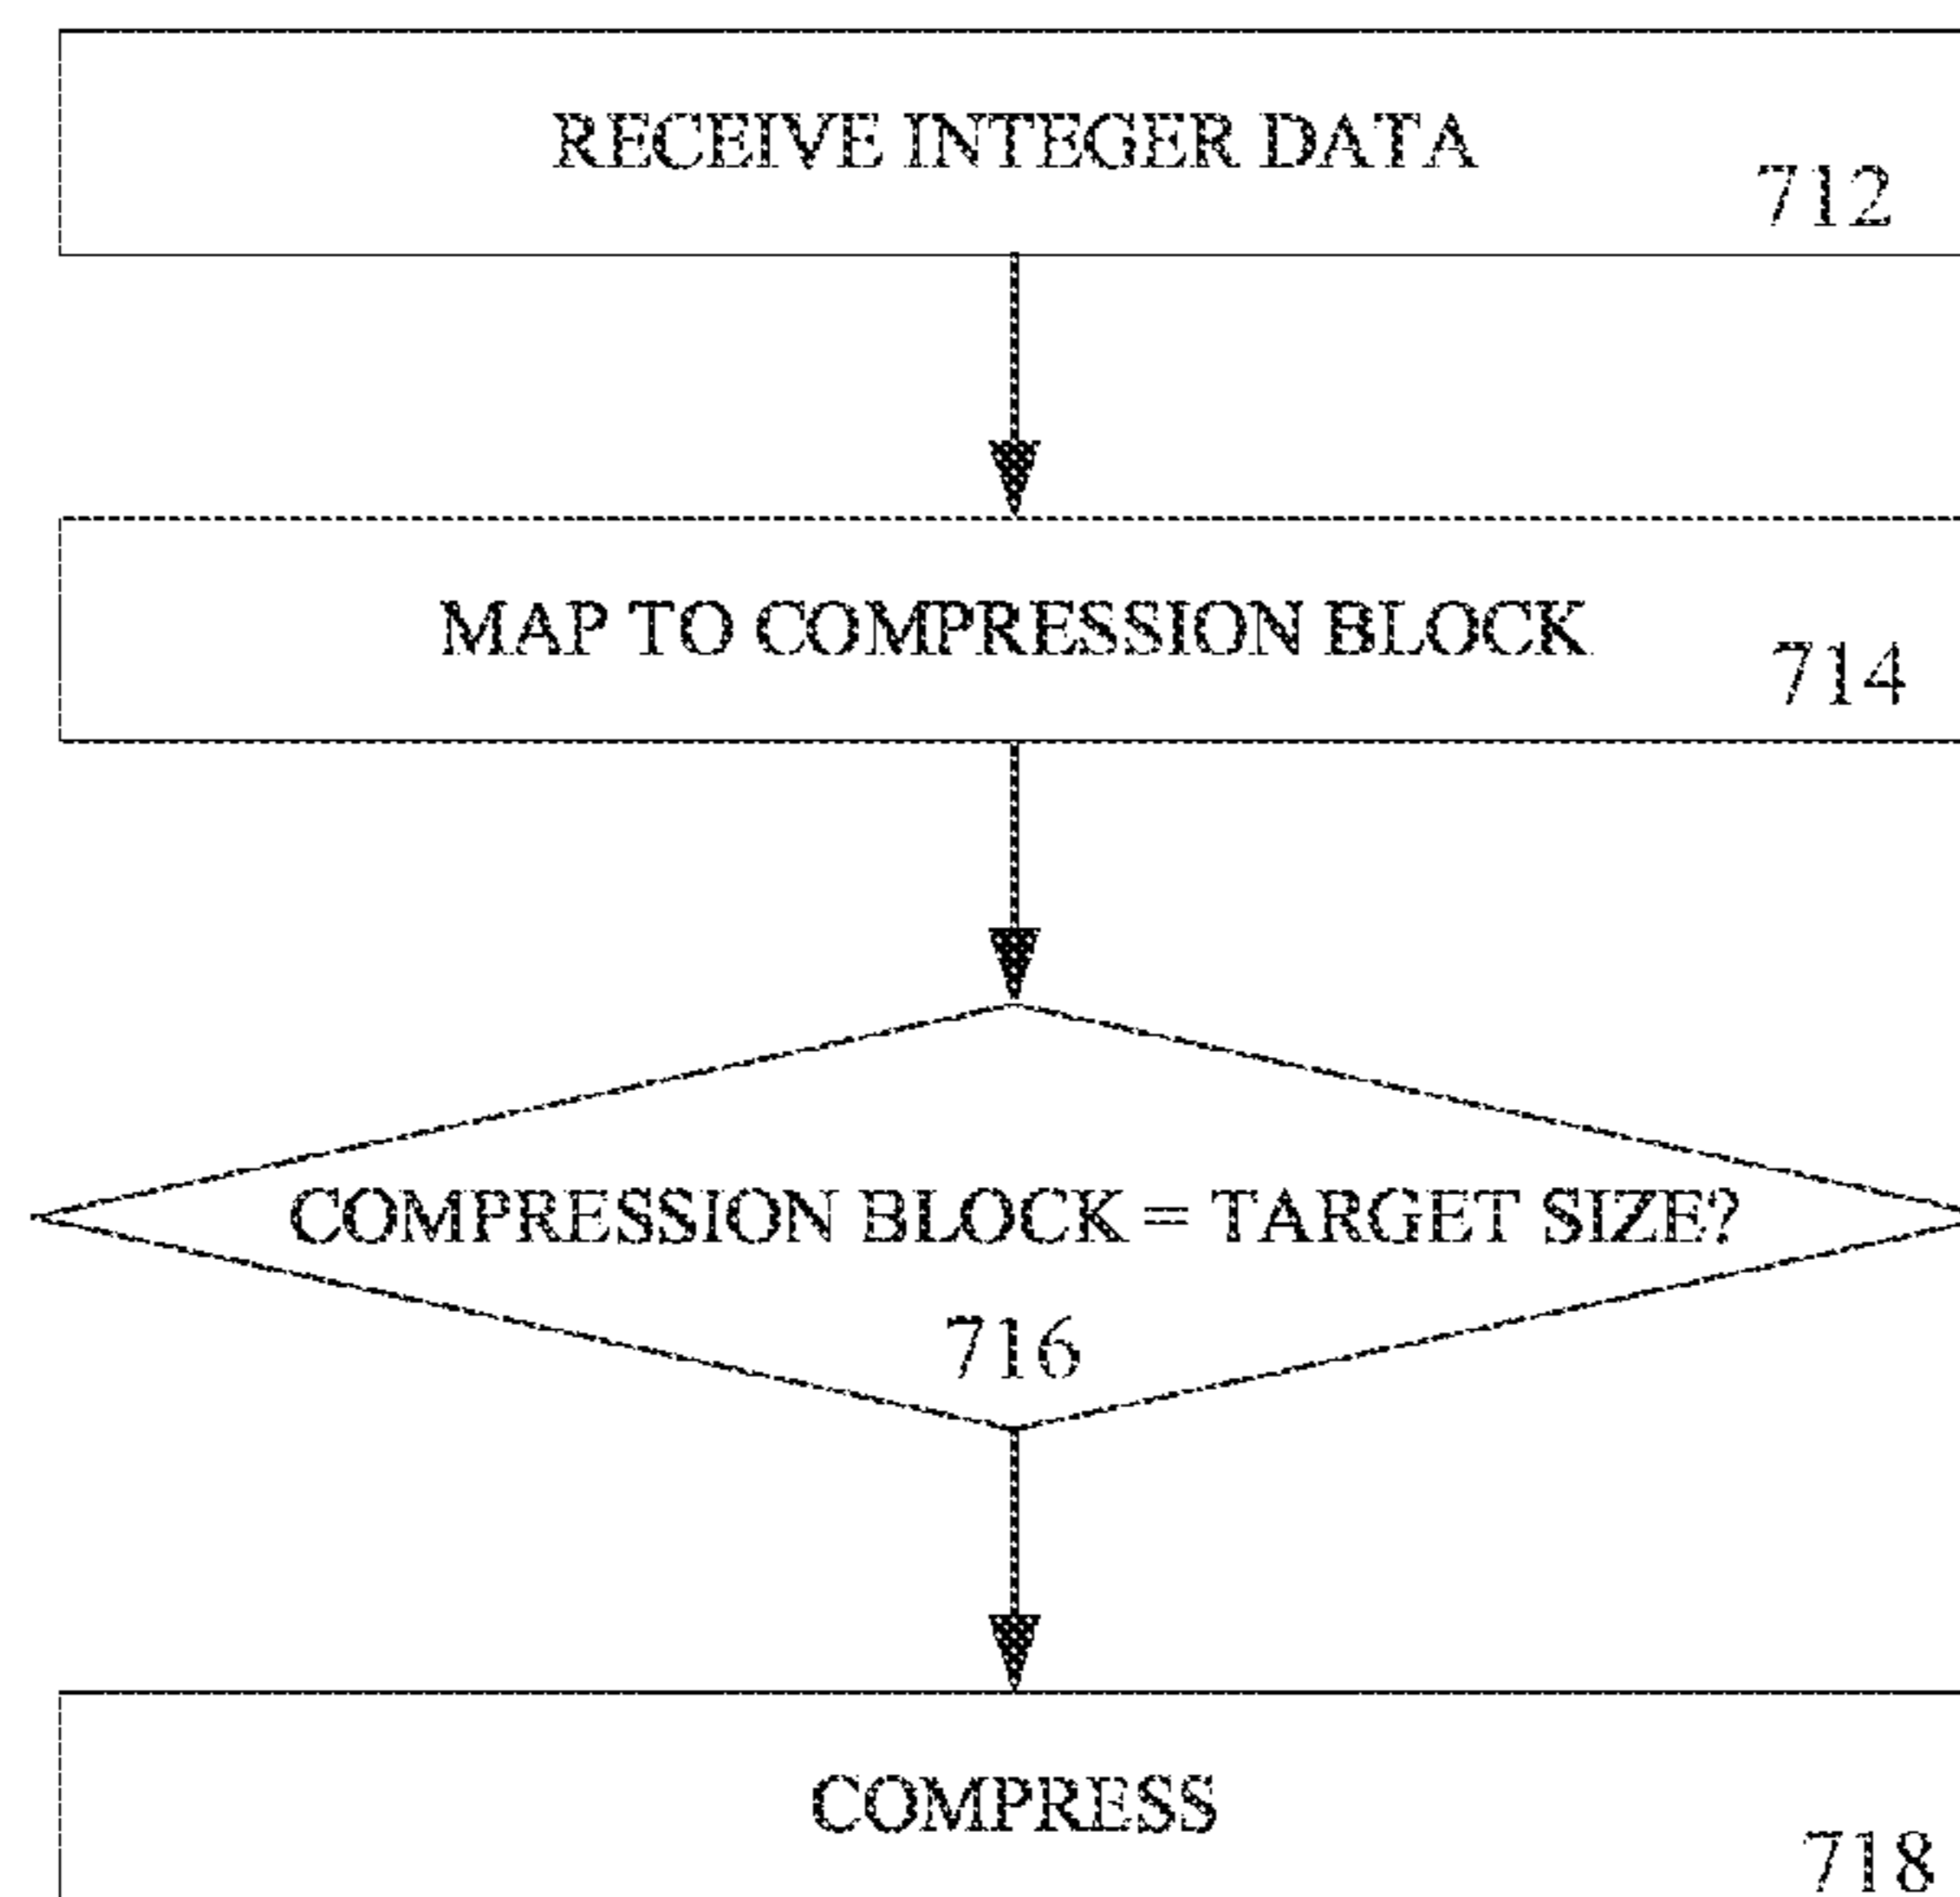 RECEIVE INTEGER DATA
712
MAP TO COMPRESSION BLOCK
714
COMPRESSION BLOCK = TARGET SIZE?
716
COMPRESS
718